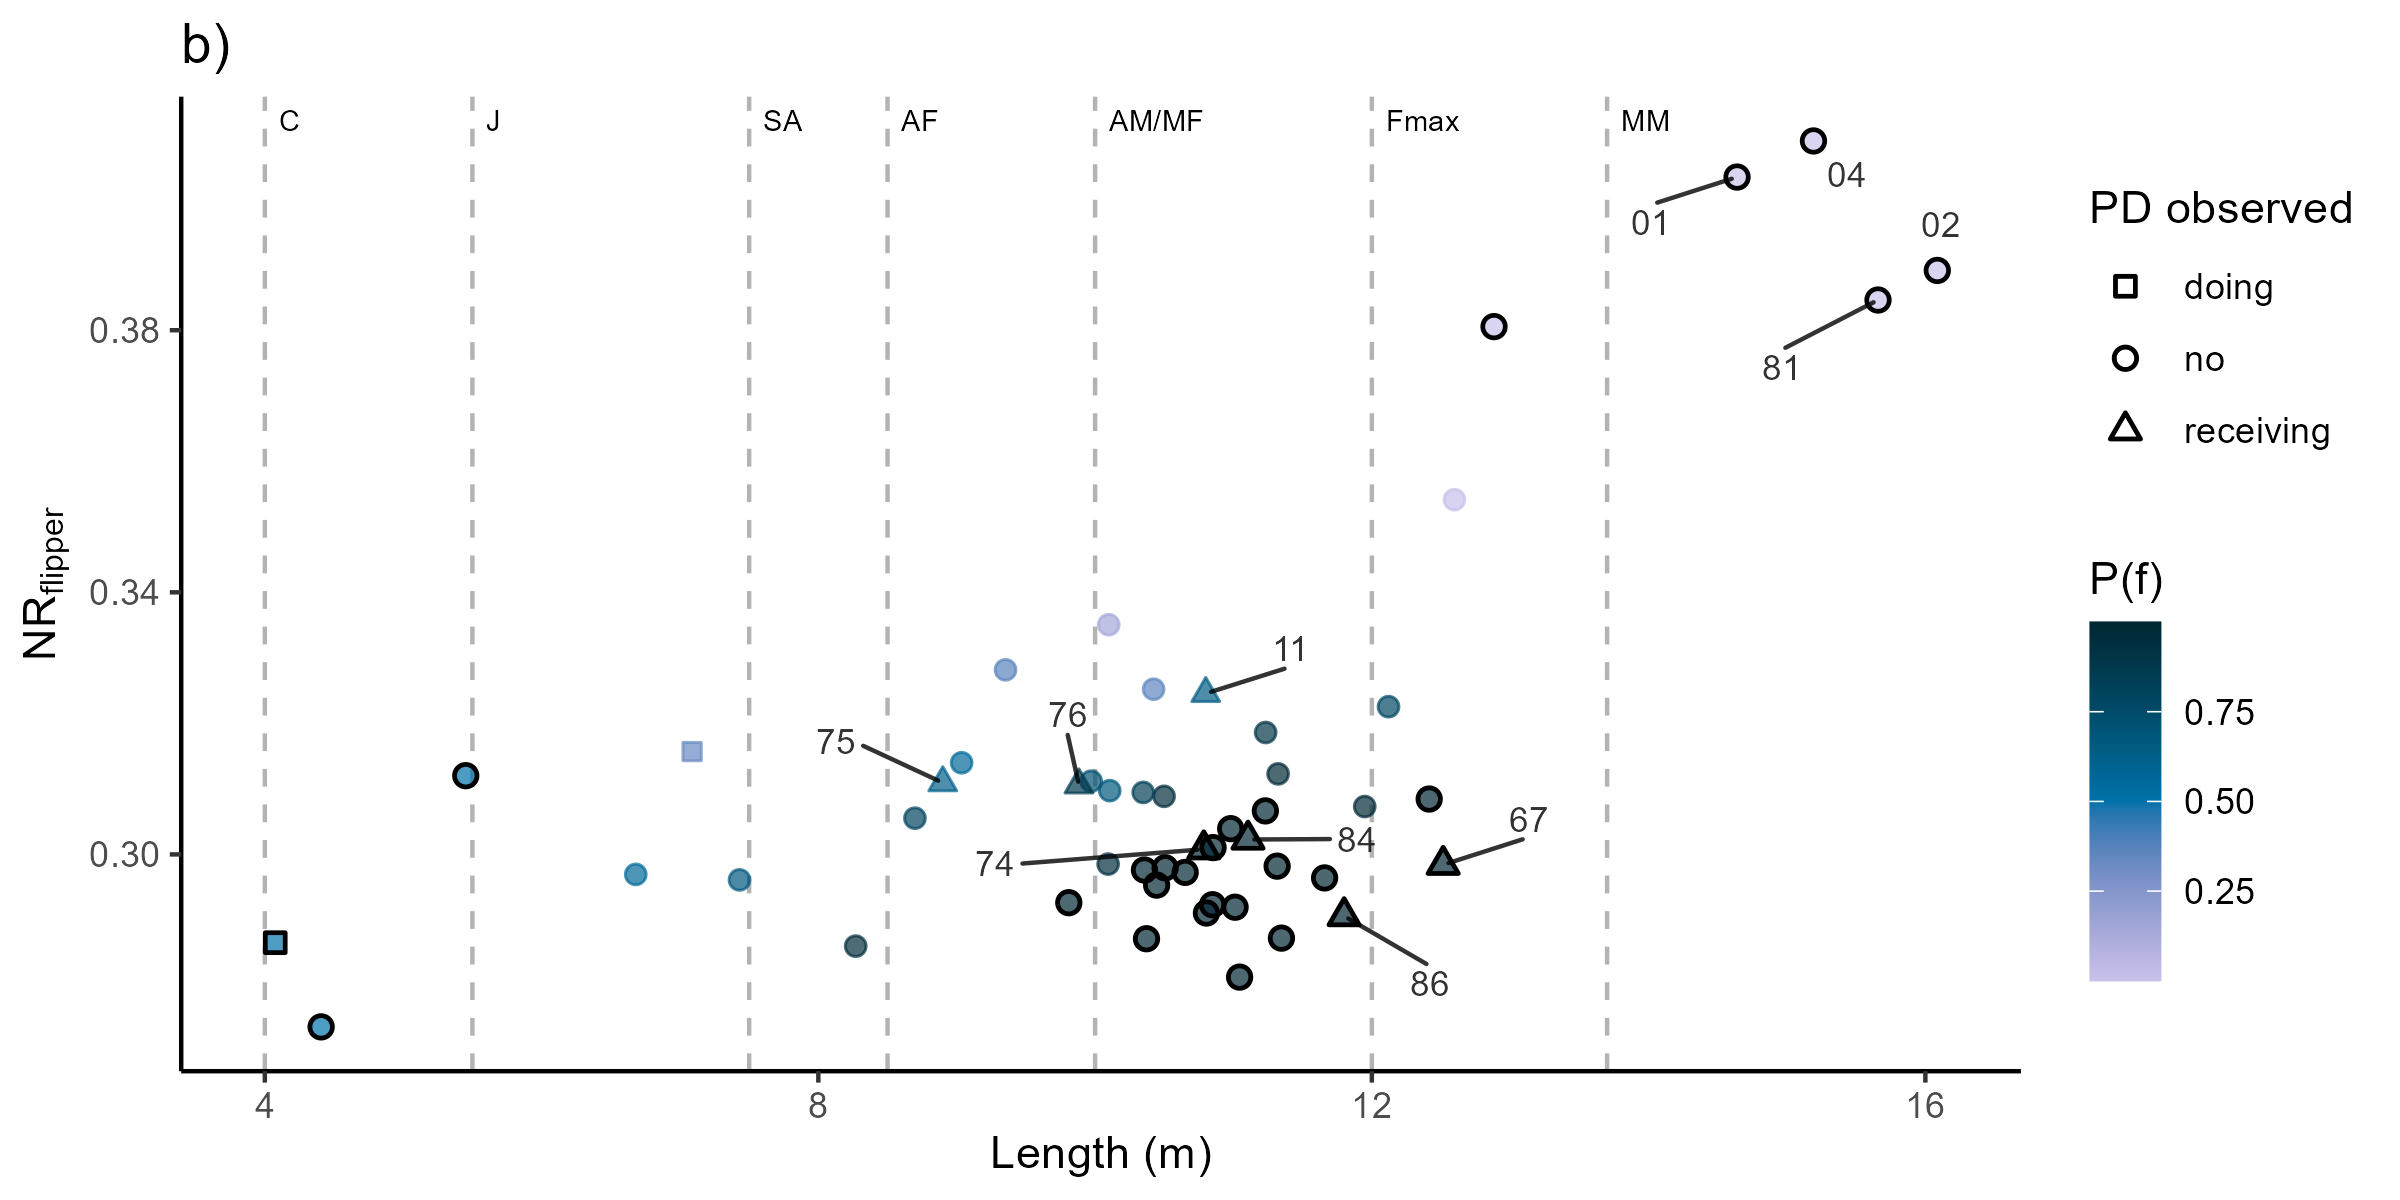 b)
C
J
SA
AF
AM/MF
Fmax
MM
04
01
02
81
0.38
0.34
0.30
NRflipper
11
76
75
67
84
74
86
4
8
12
16
Length (m)
PD observed
doing
no
receiving
P(f)
0.75
0.50
0.25